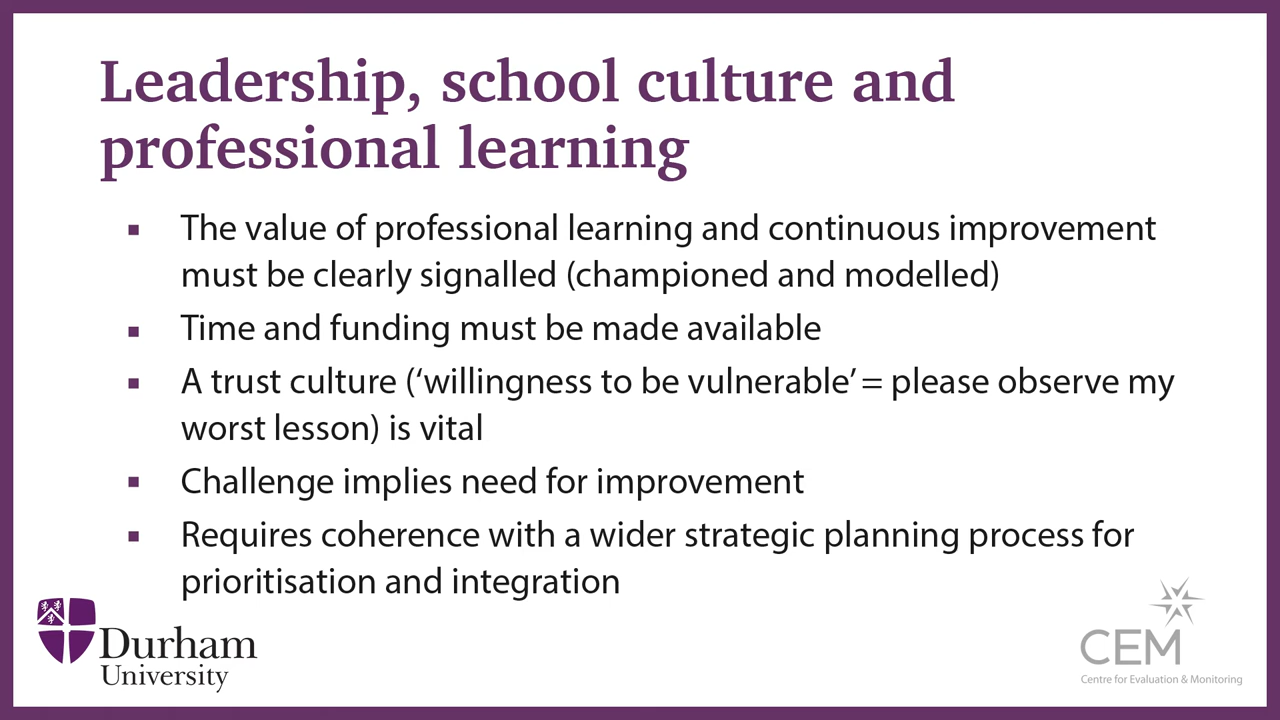 Leadership, school culture and
professional learning
▪ The value of professional learning and continuous improvement
must be clearly signalled (championed and modelled)
▪ Time and funding must be made available
▪ A trust culture (‘willingness to be vulnerable’ = please observe my
worst lesson) is vital
▪ Challenge implies need for improvement
▪ Requires coherence with a wider strategic planning process for
prioritisation and integration
Durham
University
CEM
Centre for Evaluation & Monitoring